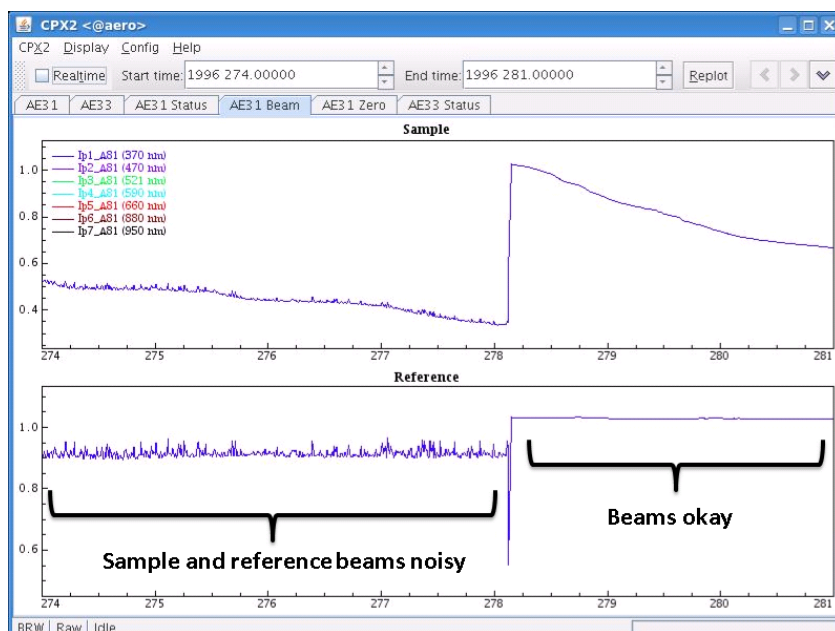 CPX2 <@aero>
CPX2 Display Config Help
Realtime Start time: 1996 274.00000 End time: 1996 281.00000 Replot
AE31 AE33 AE31 Status AE31 Beam AE31 Zero AE33 Status
Sample
Ip1_A81 (370 nm)
Ip2_A81 (470 nm)
Ip3_A81 (521 nm)
Ip4_A81 (590 nm)
Ip5_A81 (660 nm)
Ip6_A81 (880 nm)
Ip7_A81 (950 nm)
1.0
0.8
0.6
0.4
274 275 276 277 278 279 280 281
Reference
1.0
0.8
0.6
Beams okay
Sample and reference beams noisy
274 275 276 277 278 279 280 281
BRW Raw Idle